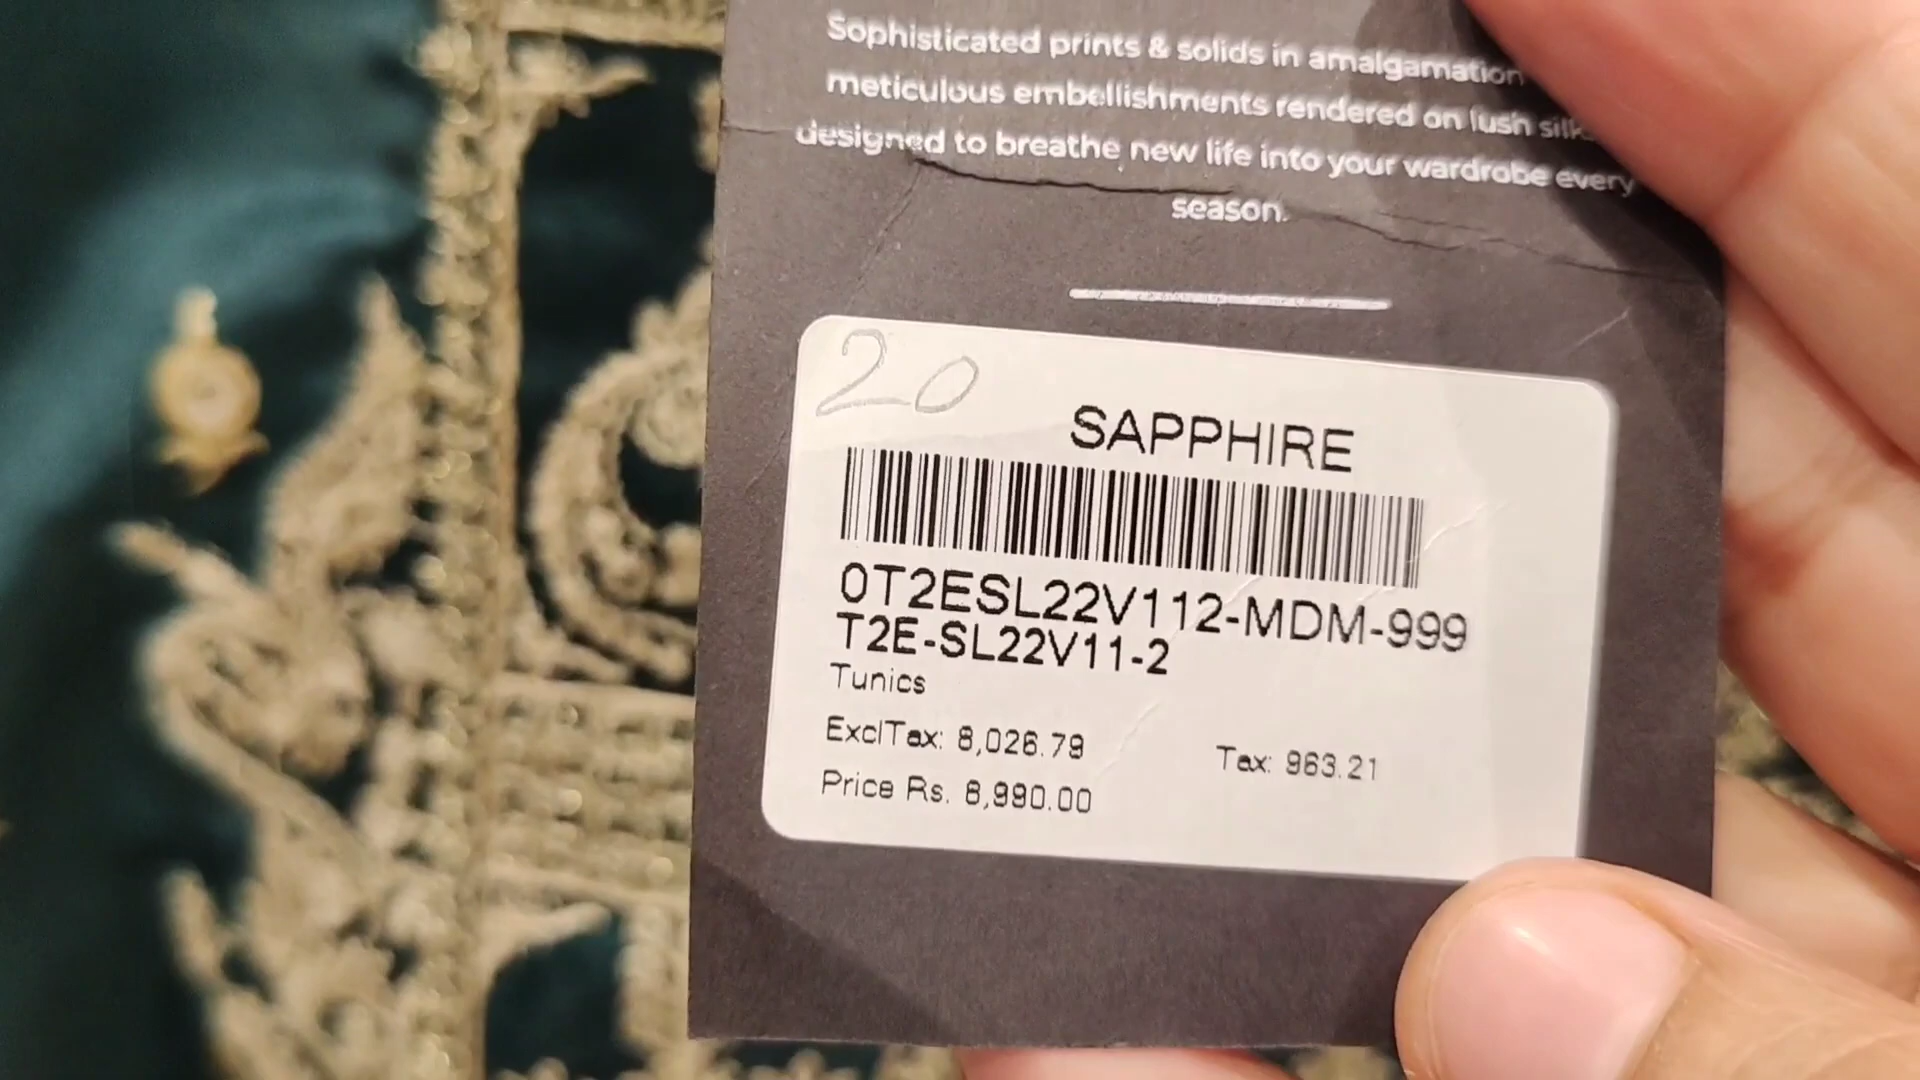 Sophisticated prints & solids in amalgamation
meticulous embellishments rendered on lush silk
designed to breathe new life into your wardrobe every
season.
20
SAPPHIRE
0T2ESL22V112-MDM-999
T2E-SL22V11-2
Tunics
ExclTax: 8,026.79 Tax: 963.21
Price Rs. 8,990.00